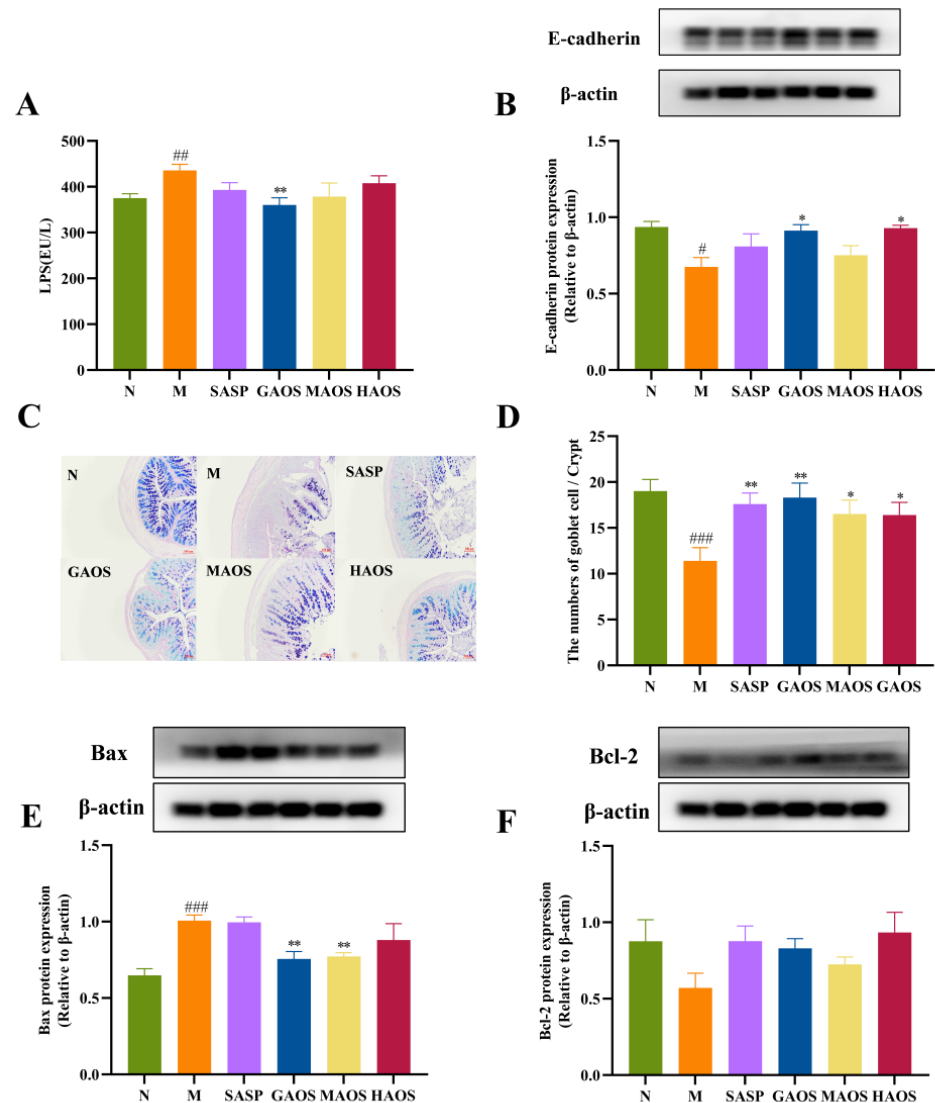 E-cadherin
β-actin
A
B
LPS(EU/L)
500
400
300
200
100
0
##
**
N M SASP GAOS MAOS HAOS
E-cadherin protein expression
(Relative to β-actin)
1.5
1.0
0.5
0.0
#
*
*
N M SASP GAOS MAOS HAOS
C
N M SASP
GAOS MAOS HAOS
D
The numbers of goblet cell / Crypt
25
20
15
10
5
0
###
**
**
*
*
N M SASP GAOS MAOS GAOS
Bax
β-actin
E
Bax protein expression
(Relative to β-actin)
1.5
1.0
0.5
0.0
###
**
**
N M SASP GAOS MAOS HAOS
Bcl-2
β-actin
F
Bcl-2 protein expression
(Relative to β-actin)
1.5
1.0
0.5
0.0
N M SASP GAOS MAOS HAOS